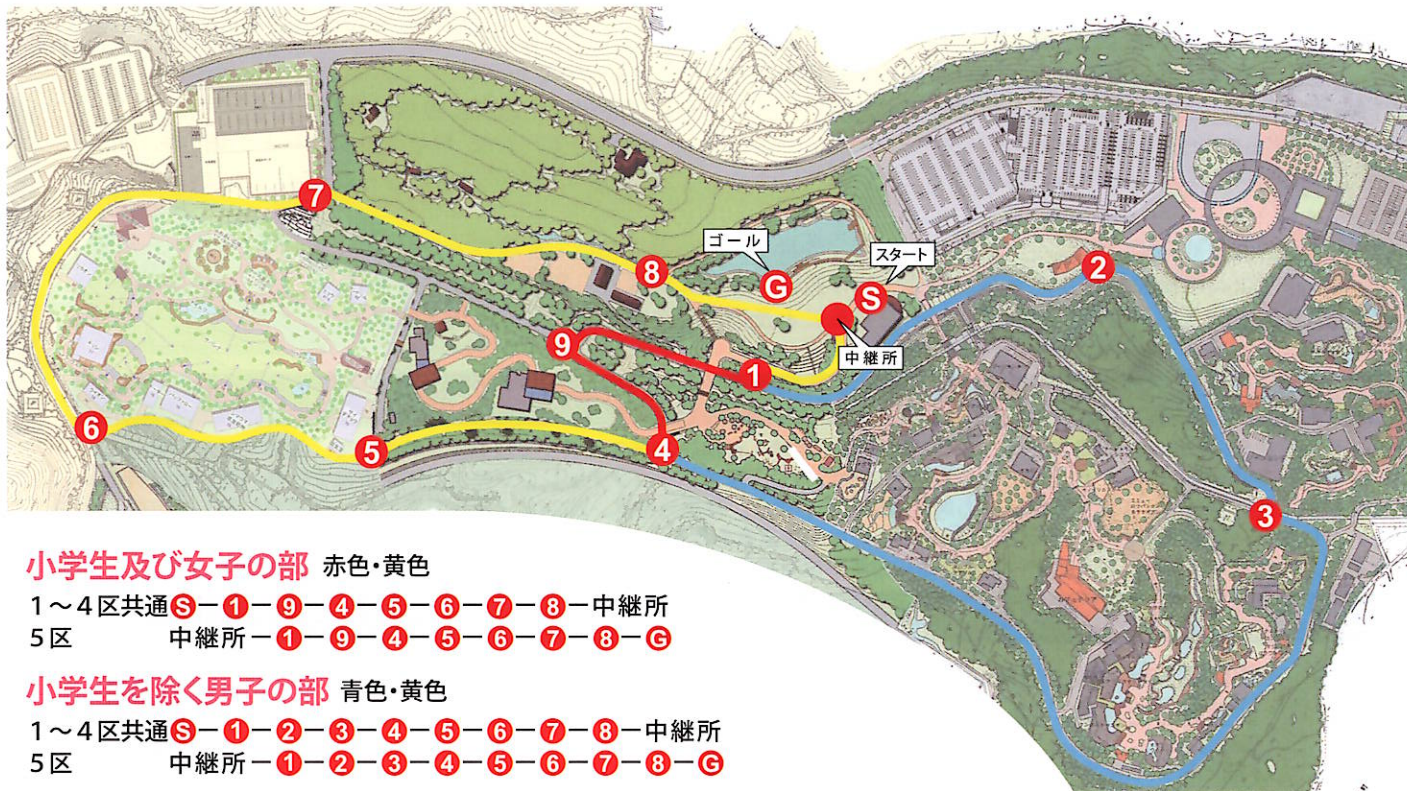 ゴール
スタート
中継所
S
G
1
2
3
4
5
6
7
8
9
小学生及び女子の部 赤色・黄色
1～4区共通S－1－9－4－5－6－7－8－中継所
5区 中継所－1－9－4－5－6－7－8－G
小学生を除く男子の部 青色・黄色
1～4区共通S－1－2－3－4－5－6－7－8－中継所
5区 中継所－1－2－3－4－5－6－7－8－G